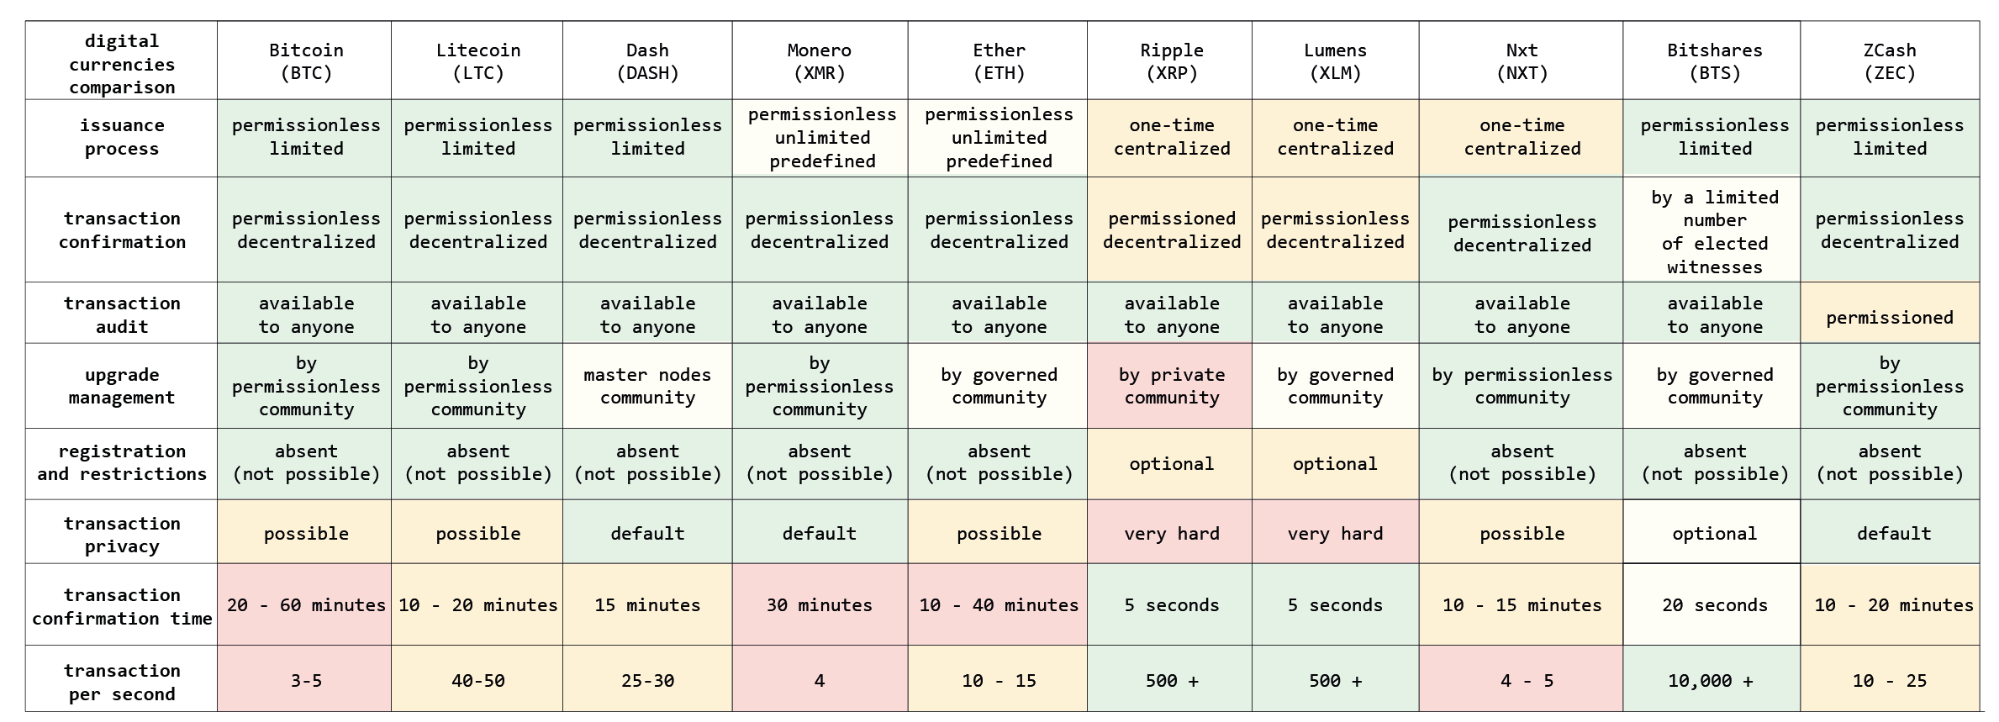 digital
currencies
comparison
Bitcoin
(BTC)
Litecoin
(LTC)
Dash
(DASH)
Monero
(XMR)
Ether
(ETH)
Ripple
(XRP)
Lumens
(XLM)
Nxt
(NXT)
Bitshares
(BTS)
ZCash
(ZEC)
issuance
process
permissionless
limited
permissionless
limited
permissionless
limited
permissionless
unlimited
predefined
permissionless
unlimited
predefined
one-time
centralized
one-time
centralized
one-time
centralized
permissionless
limited
permissionless
limited
transaction
confirmation
permissionless
decentralized
permissionless
decentralized
permissionless
decentralized
permissionless
decentralized
permissionless
decentralized
permissioned
decentralized
permissionless
decentralized
permissionless
decentralized
by a limited
number
of elected
witnesses
permissionless
decentralized
transaction
audit
available
to anyone
available
to anyone
available
to anyone
available
to anyone
available
to anyone
available
to anyone
available
to anyone
available
to anyone
available
to anyone
permissioned
upgrade
management
by
permissionless
community
by
permissionless
community
master nodes
community
by
permissionless
community
by governed
community
by private
community
by governed
community
by permissionless
community
by governed
community
by
permissionless
community
registration
and restrictions
absent
(not possible)
absent
(not possible)
absent
(not possible)
absent
(not possible)
absent
(not possible)
optional
optional
absent
(not possible)
absent
(not possible)
absent
(not possible)
transaction
privacy
possible
possible
default
default
possible
very hard
very hard
possible
optional
default
transaction
confirmation time
20 - 60 minutes
10 - 20 minutes
15 minutes
30 minutes
10 - 40 minutes
5 seconds
5 seconds
10 - 15 minutes
20 seconds
10 - 20 minutes
transaction
per second
3-5
40-50
25-30
4
10 - 15
500 +
500 +
4 - 5
10,000 +
10 - 25